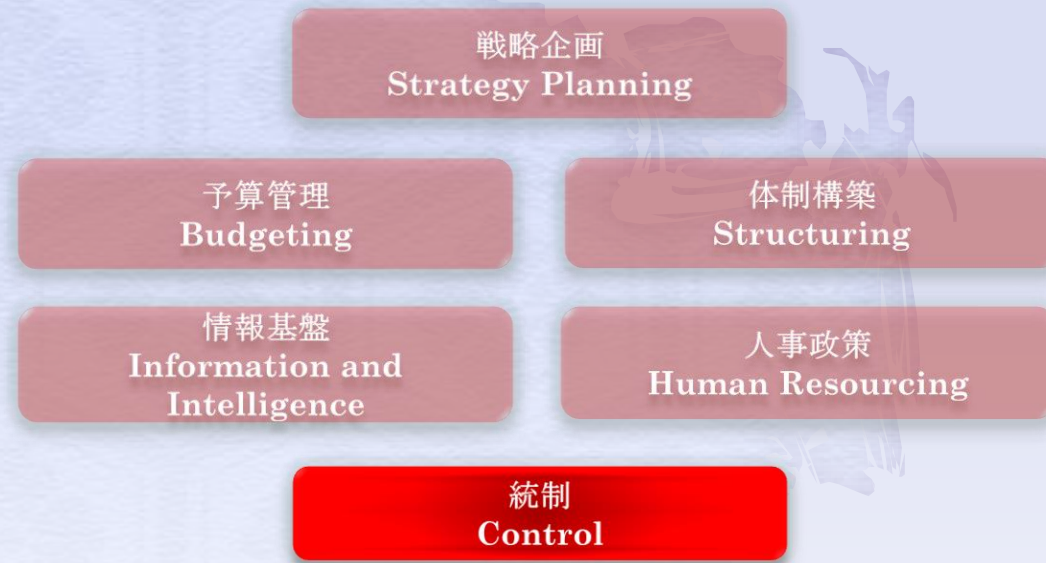 戦略企画
Strategy Planning
予算管理
Budgeting
体制構築
Structuring
情報基盤
Information and
Intelligence
人事政策
Human Resourcing
統制
Control